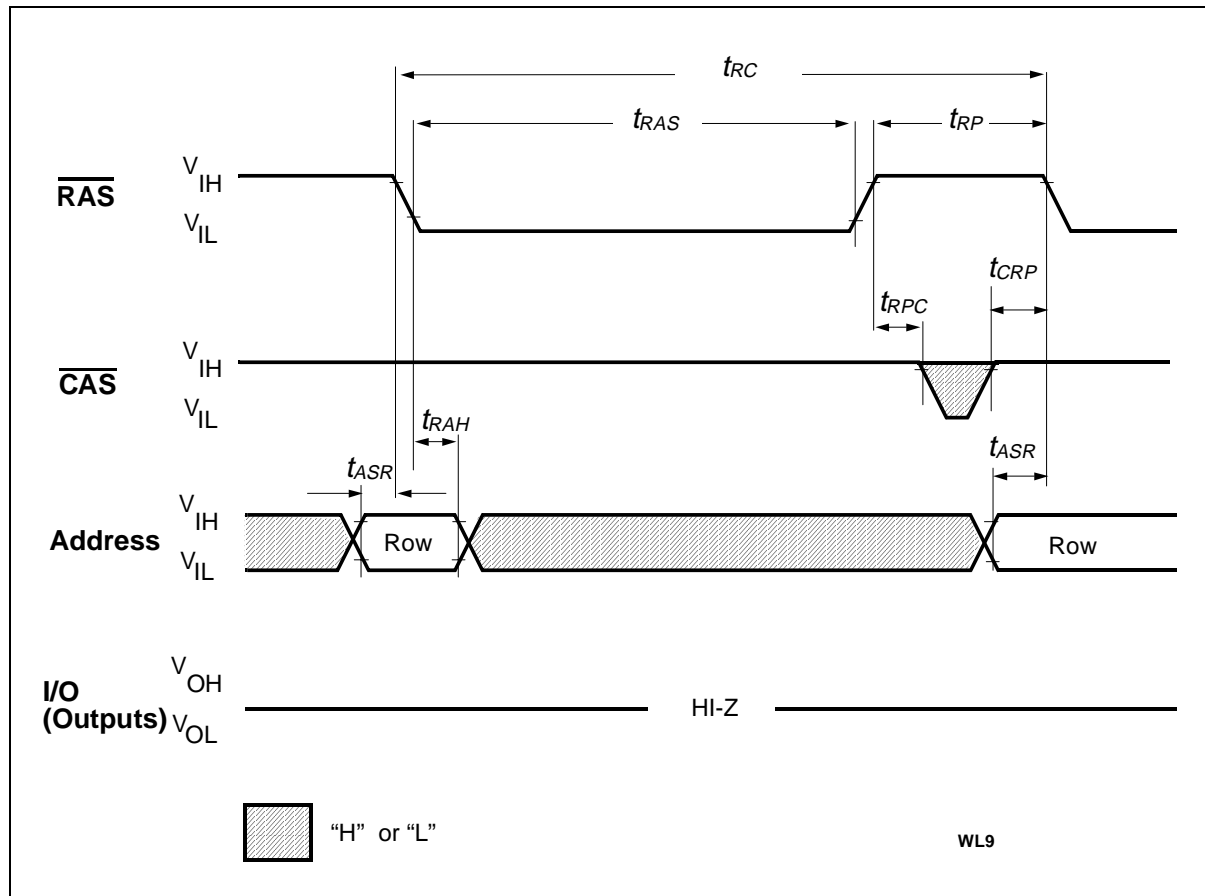 tRC
tRAS
tRP
RAS
VIH
VIL
tCRP
tRPC
CAS
VIH
VIL
tRAH
tASR
tASR
Address
VIH
VIL
Row
Row
I/O
(Outputs)
VOH
VOL
HI-Z
“H” or “L”
WL9